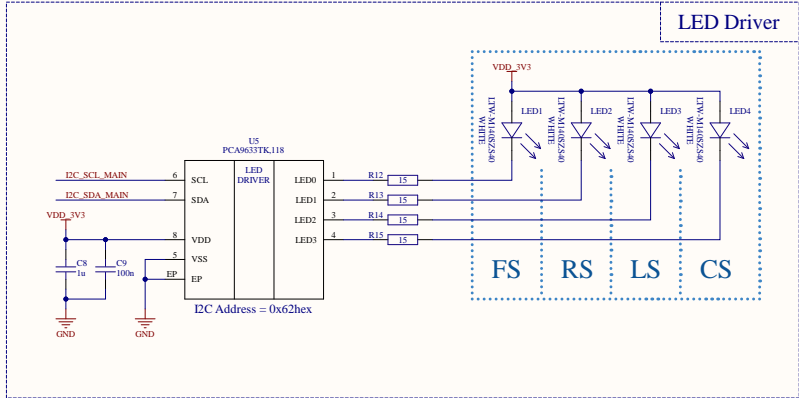 LED Driver
VDD_3V3
LED1
LED2
LED3
LED4
LTW-M140SZS40
WHITE
LTW-M140SZS40
WHITE
LTW-M140SZS40
WHITE
LTW-M140SZS40
WHITE
U5
PCA9633TK,118
LED
DRIVER
I2C_SCL_MAIN 6 SCL LED0 1 R12 15
I2C_SDA_MAIN 7 SDA LED1 2 R13 15
VDD_3V3
LED2 3 R14 15
8 VDD LED3 4 R15 15
5 VSS
C8
1u
C9
100n
EP EP
FS RS LS CS
I2C Address = 0x62hex
GND
GND